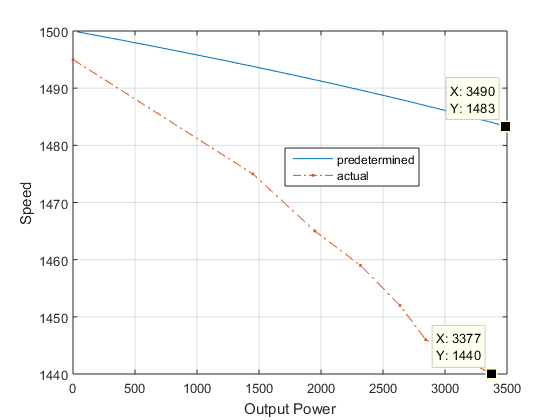 1500
1490
1480
1470
1460
1450
1440
Speed
X: 3490
Y: 1483
predetermined
actual
X: 3377
Y: 1440
0
500
1000
1500
2000
2500
3000
3500
Output Power